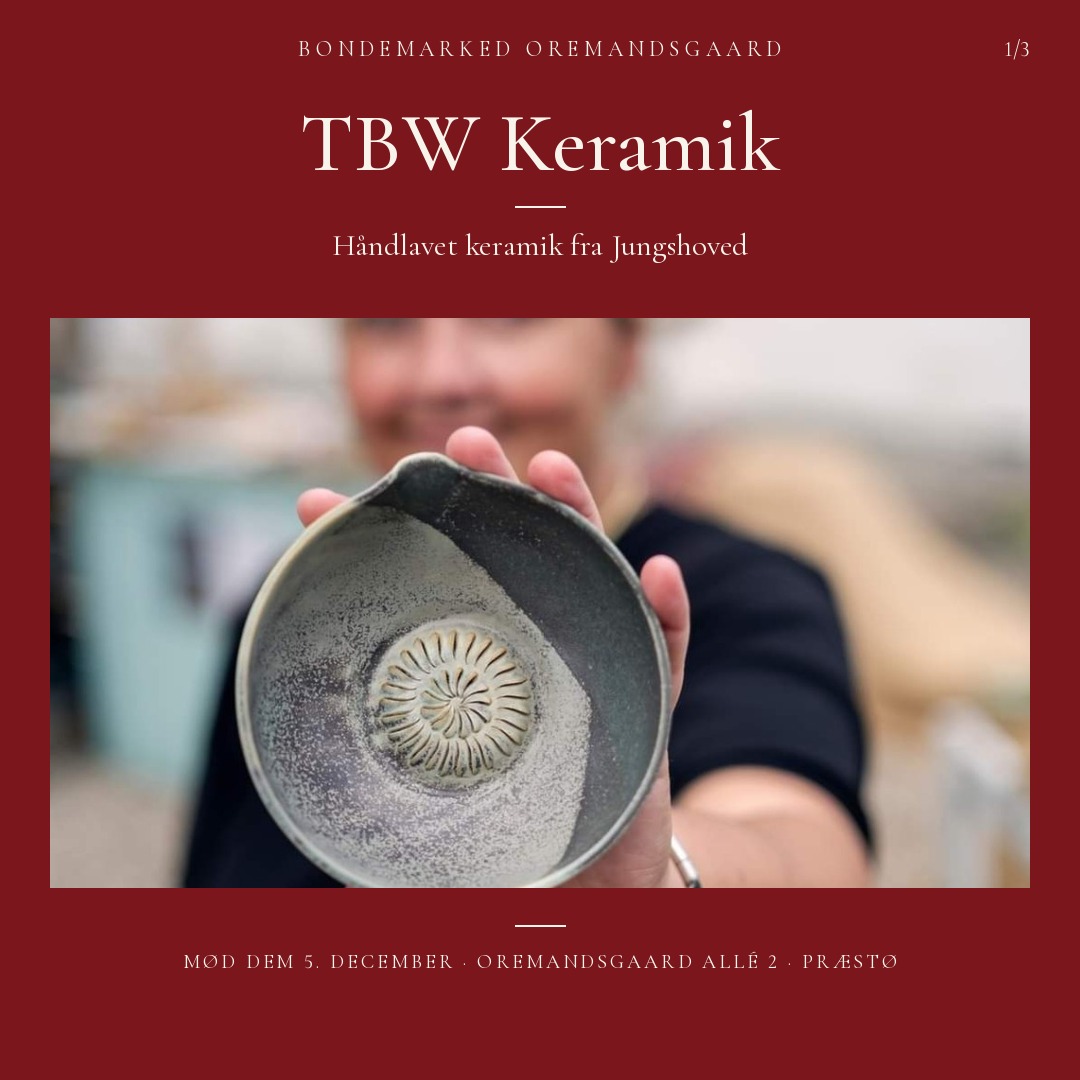 BONDEMARKED OREMANDSGAARD
1/3
TBW Keramik
Håndlavet keramik fra Jungshoved
MØD DEM 5. DECEMBER · OREMANDSGAARD ALLÉ 2 · PRÆSTØ